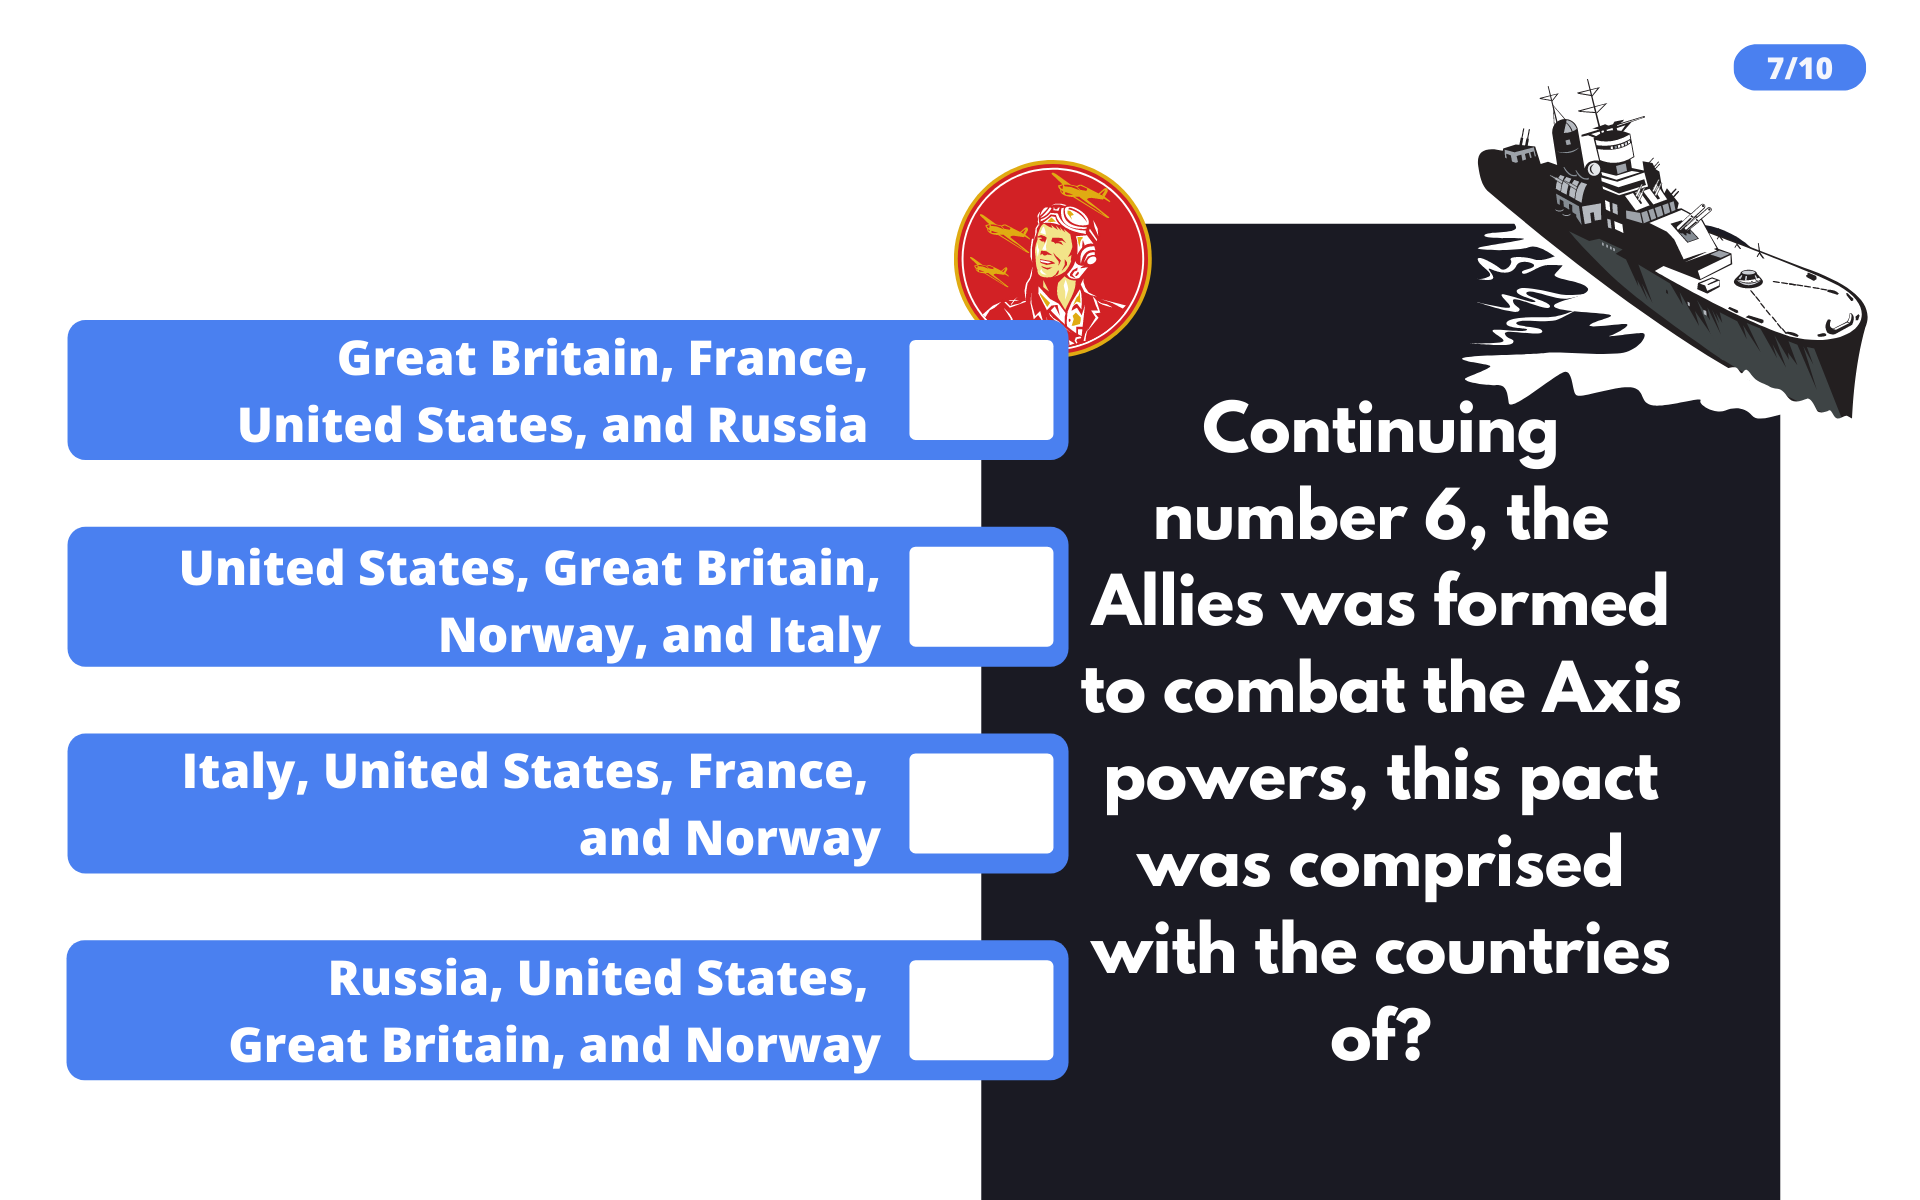 7/10
Great Britain, France,
United States, and Russia
United States, Great Britain,
Norway, and Italy
Italy, United States, France,
and Norway
Russia, United States,
Great Britain, and Norway
Continuing
number 6, the
Allies was formed
to combat the Axis
powers, this pact
was comprised
with the countries
of?